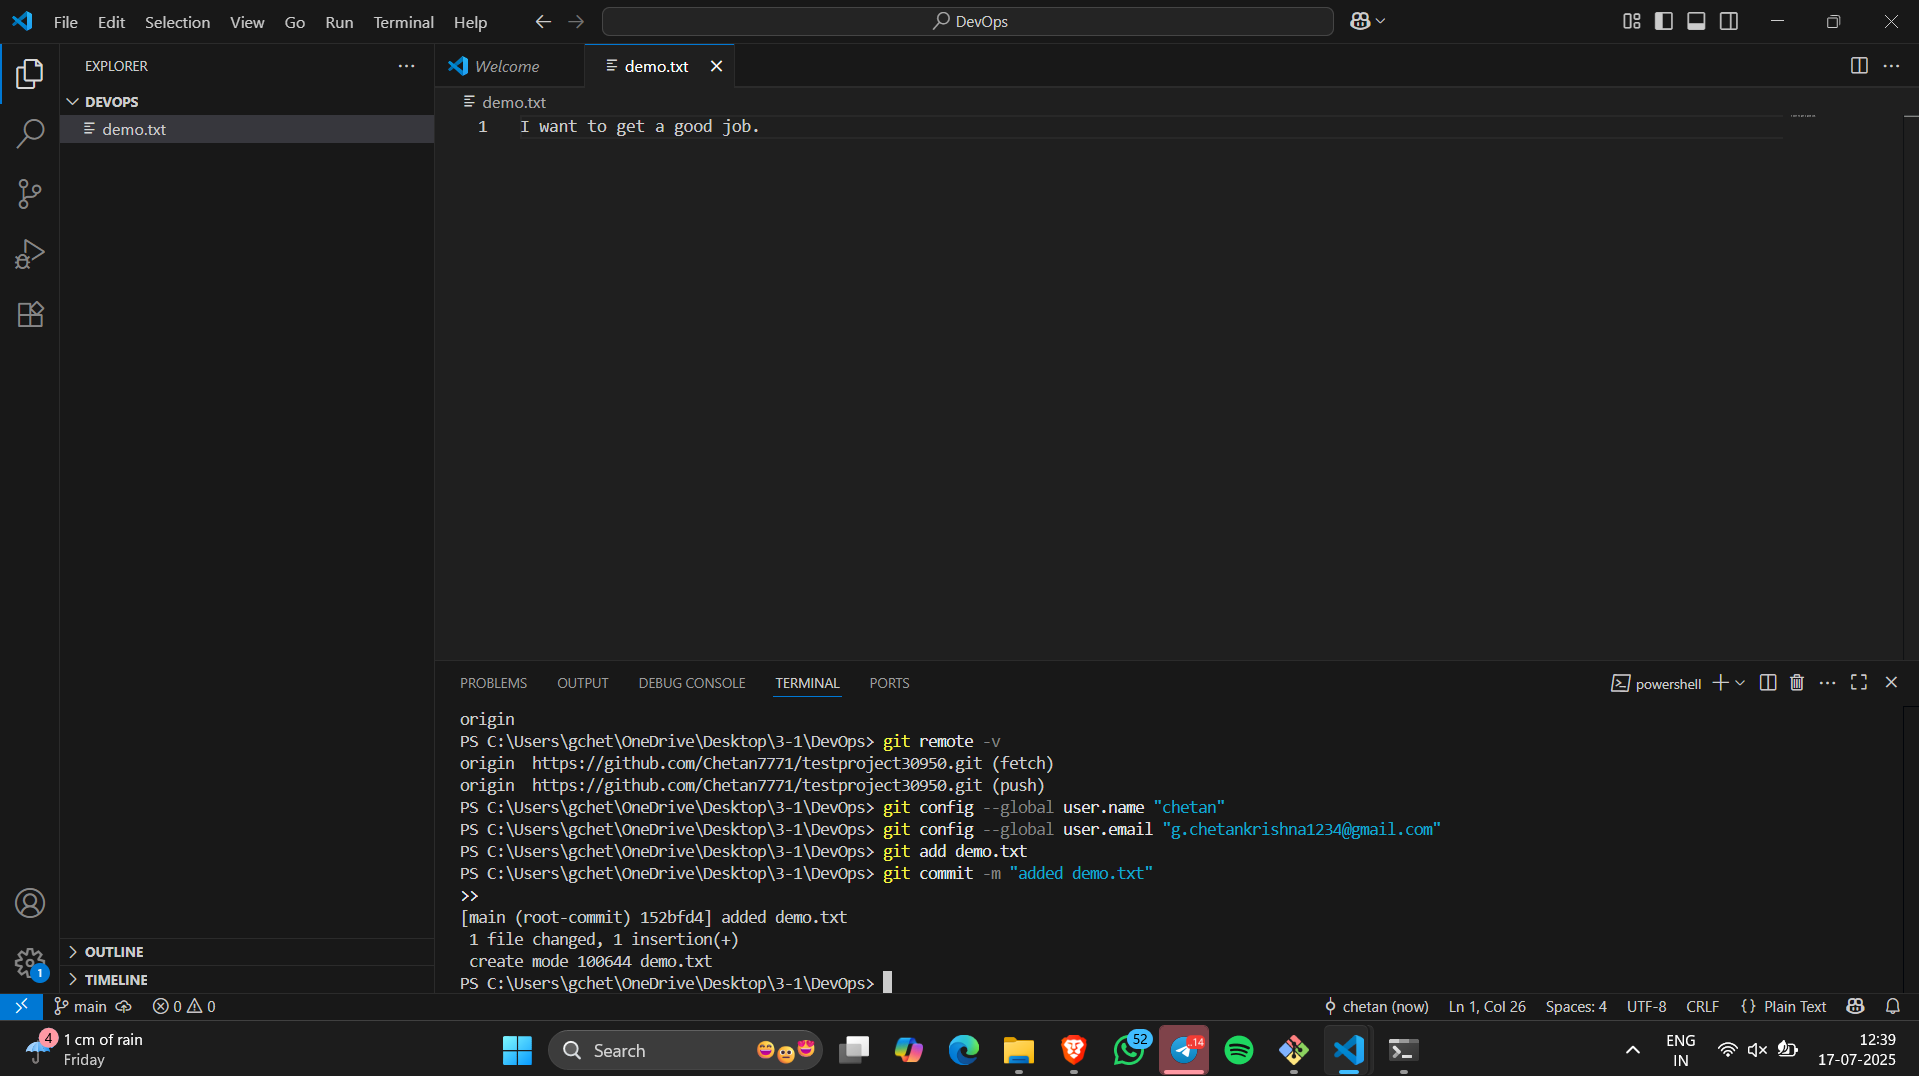 File Edit Selection View Go Run Terminal Help
DevOps
EXPLORER
DEVOPS
demo.txt
OUTLINE
TIMELINE
Welcome
demo.txt
demo.txt
1 I want to get a good job.
PROBLEMS OUTPUT DEBUG CONSOLE TERMINAL PORTS
powershell
origin
PS C:\Users\gchet\OneDrive\Desktop\3-1\DevOps> git remote -v
origin  https://github.com/Chetan7771/testproject30950.git (fetch)
origin  https://github.com/Chetan7771/testproject30950.git (push)
PS C:\Users\gchet\OneDrive\Desktop\3-1\DevOps> git config --global user.name "chetan"
PS C:\Users\gchet\OneDrive\Desktop\3-1\DevOps> git config --global user.email "g.chetankrishna1234@gmail.com"
PS C:\Users\gchet\OneDrive\Desktop\3-1\DevOps> git add demo.txt
PS C:\Users\gchet\OneDrive\Desktop\3-1\DevOps> git commit -m "added demo.txt"
>>
[main (root-commit) 152bfd4] added demo.txt
 1 file changed, 1 insertion(+)
 create mode 100644 demo.txt
PS C:\Users\gchet\OneDrive\Desktop\3-1\DevOps>
1
main 0 0
chetan (now) Ln 1, Col 26 Spaces: 4 UTF-8 CRLF {} Plain Text
4
1 cm of rain
Friday
Search
52
14
ENG
IN
12:39
17-07-2025